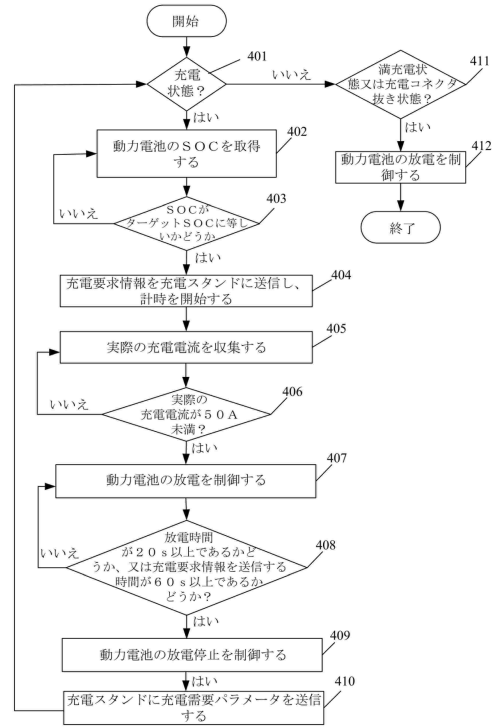 開始
401
充電
状態？
いいえ
411
満充電状
態又は充電コネクタ
抜き状態？
はい
402
動力電池のＳＯＣを取得
する
はい
412
動力電池の放電を制
御する
終了
いいえ
403
ＳＯＣが
ターゲットＳＯＣに等し
いかどうか
はい
404
充電要求情報を充電スタンドに送信し、
計時を開始する
405
実際の充電電流を収集する
いいえ
406
実際の
充電電流が５０Ａ
未満？
はい
407
動力電池の放電を制御する
いいえ
408
放電時間
が２０ｓ以上であるかど
うか、又は充電要求情報を送信する
時間が６０ｓ以上であるか
どうか？
はい
409
動力電池の放電停止を制御する
はい
410
充電スタンドに充電需要パラメータを送信
する